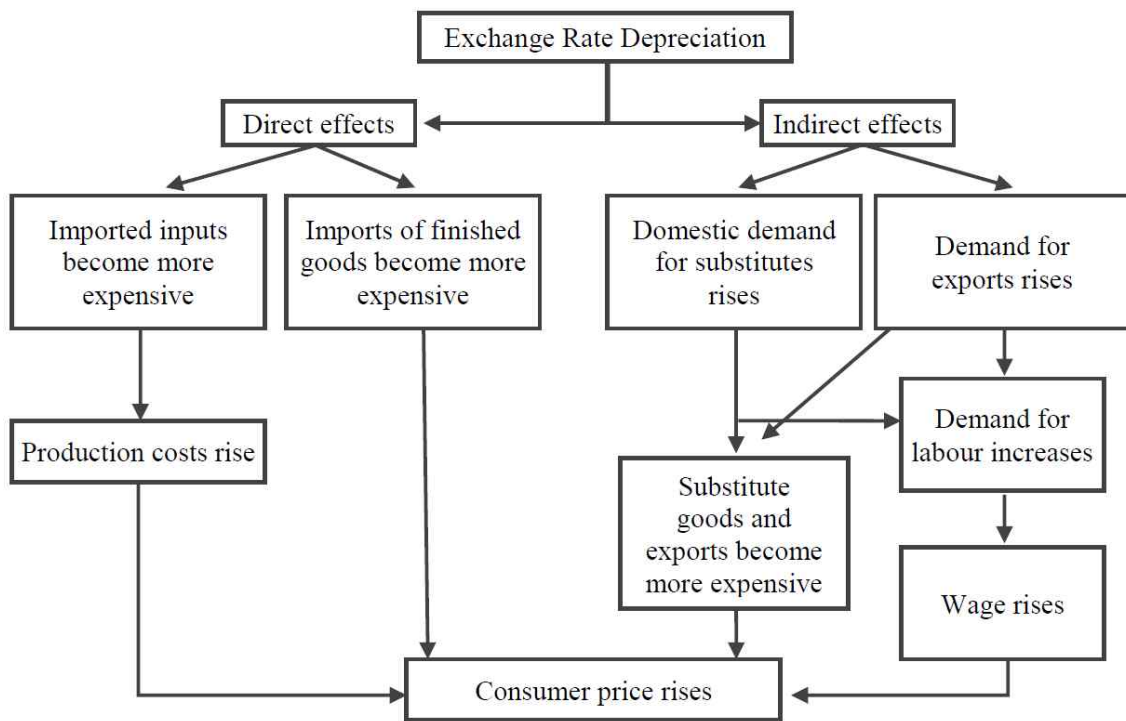 Exchange Rate Depreciation
Direct effects
Indirect effects
Imported inputs
become more
expensive
Imports of finished
goods become more
expensive
Domestic demand
for substitutes
rises
Demand for
exports rises
Production costs rise
Demand for
labour increases
Substitute
goods and
exports become
more expensive
Wage rises
Consumer price rises